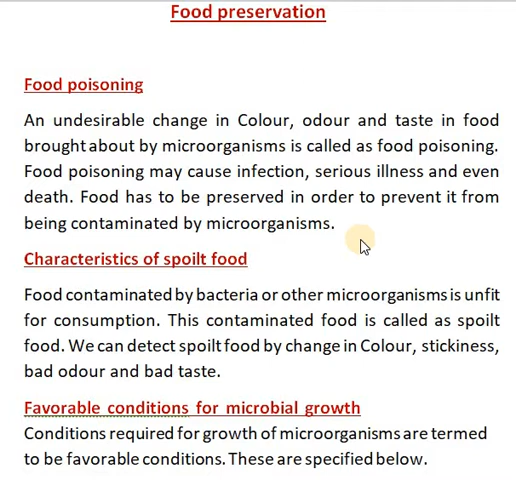 Food preservation
Food poisoning
An undesirable change in Colour, odour and taste in food
brought about by microorganisms is called as food poisoning.
Food poisoning may cause infection, serious illness and even
death. Food has to be preserved in order to prevent it from
being contaminated by microorganisms.
Characteristics of spoilt food
Food contaminated by bacteria or other microorganisms is unfit
for consumption. This contaminated food is called as spoilt
food. We can detect spoilt food by change in Colour, stickiness,
bad odour and bad taste.
Favorable conditions for microbial growth
Conditions required for growth of microorganisms are termed
to be favorable conditions. These are specified below.